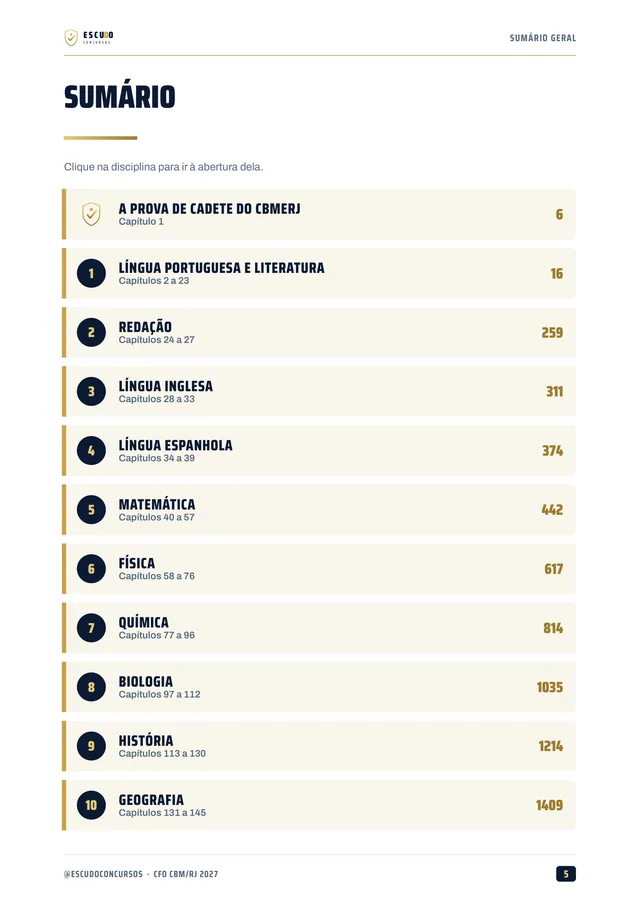 ESCUDO
CONCURSOS
SUMÁRIO GERAL
SUMÁRIO
Clique na disciplina para ir à abertura dela.
A PROVA DE CADETE DO CBMERJ
Capítulo 1
6
1
LÍNGUA PORTUGUESA E LITERATURA
Capítulos 2 a 23
16
2
REDAÇÃO
Capítulos 24 a 27
259
3
LÍNGUA INGLESA
Capítulos 28 a 33
311
4
LÍNGUA ESPANHOLA
Capítulos 34 a 39
374
5
MATEMÁTICA
Capítulos 40 a 57
442
6
FÍSICA
Capítulos 58 a 76
617
7
QUÍMICA
Capítulos 77 a 96
814
8
BIOLOGIA
Capítulos 97 a 112
1035
9
HISTÓRIA
Capítulos 113 a 130
1214
10
GEOGRAFIA
Capítulos 131 a 145
1409
@ESCUDOCONCURSOS · CFO CBM/RJ 2027
5